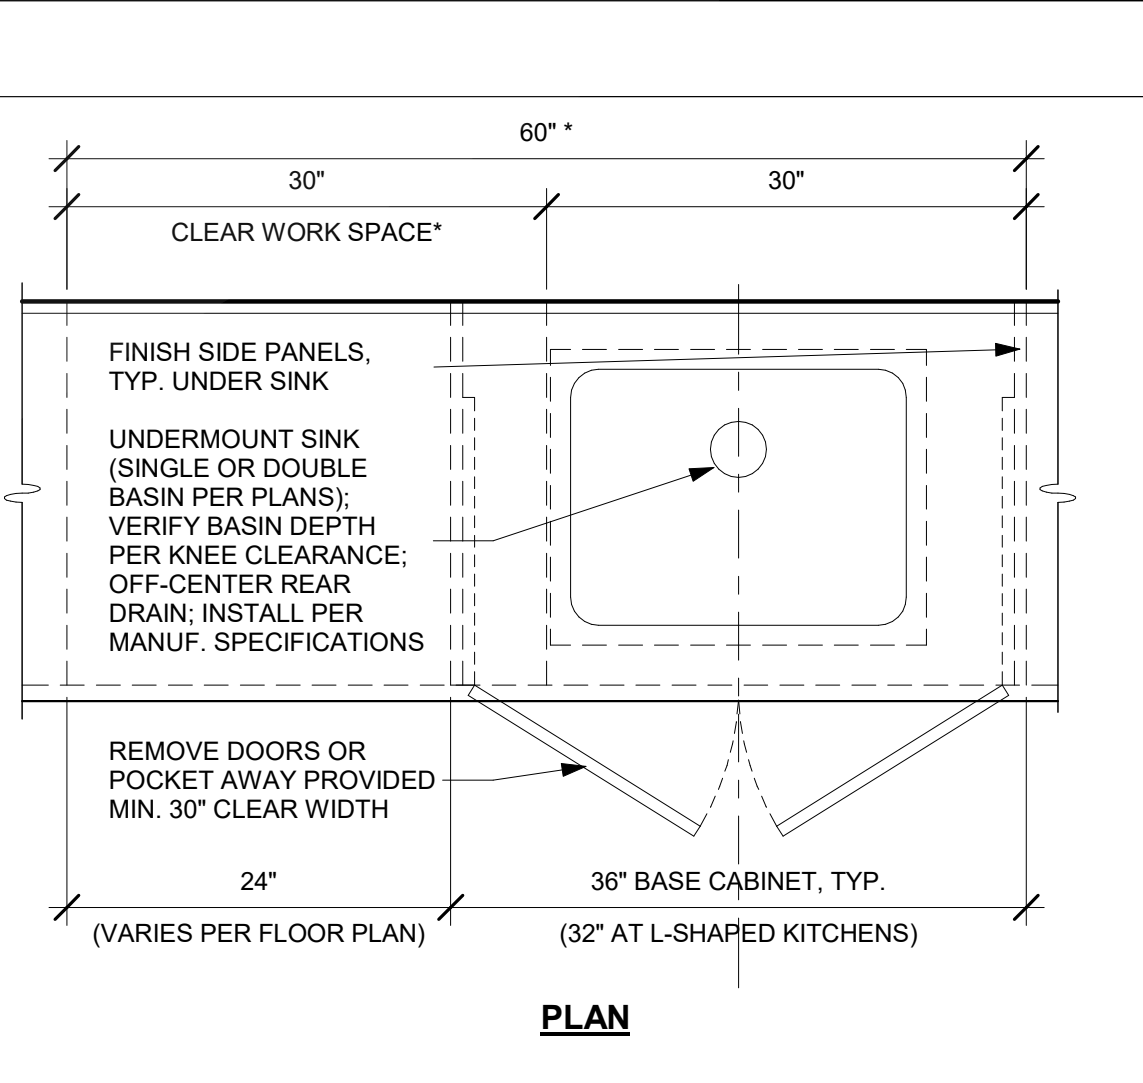 60" *
30"
30"
CLEAR WORK SPACE*
FINISH SIDE PANELS,
TYP. UNDER SINK
UNDERMOUNT SINK
(SINGLE OR DOUBLE
BASIN PER PLANS);
VERIFY BASIN DEPTH
PER KNEE CLEARANCE;
OFF-CENTER REAR
DRAIN; INSTALL PER
MANUF. SPECIFICATIONS
REMOVE DOORS OR
POCKET AWAY PROVIDED
MIN. 30" CLEAR WIDTH
24"
(VARIES PER FLOOR PLAN)
36" BASE CABINET, TYP.
(32" AT L-SHAPED KITCHENS)
PLAN